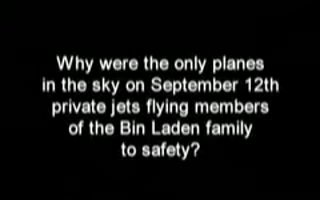 Why were the only planes
in the sky on September 12th
private jets flying members
of the Bin Laden family
to safety?